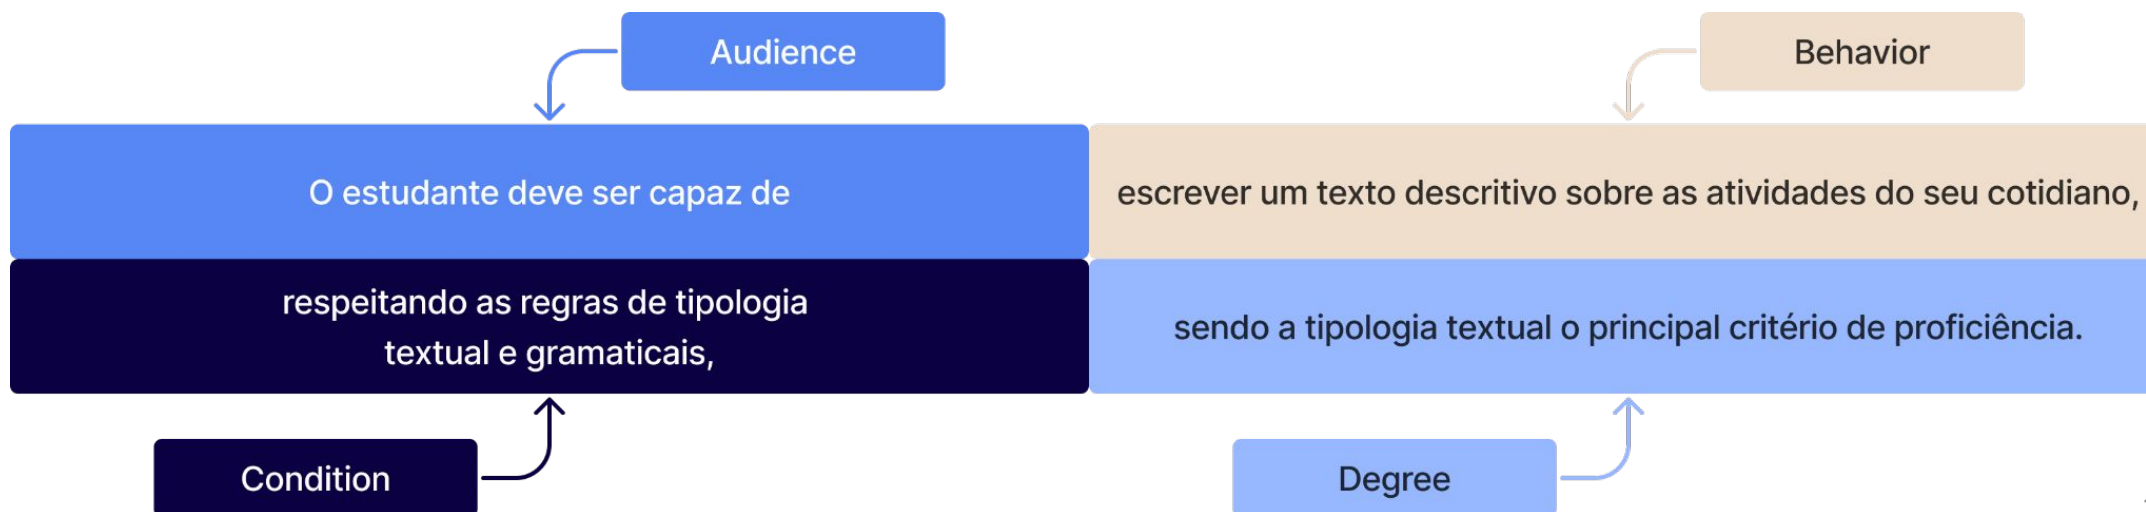 Audience
Behavior
O estudante deve ser capaz de
escrever um texto descritivo sobre as atividades do seu cotidiano,
respeitando as regras de tipologia
textual e gramaticais,
sendo a tipologia textual o principal critério de proficiência.
Condition
Degree